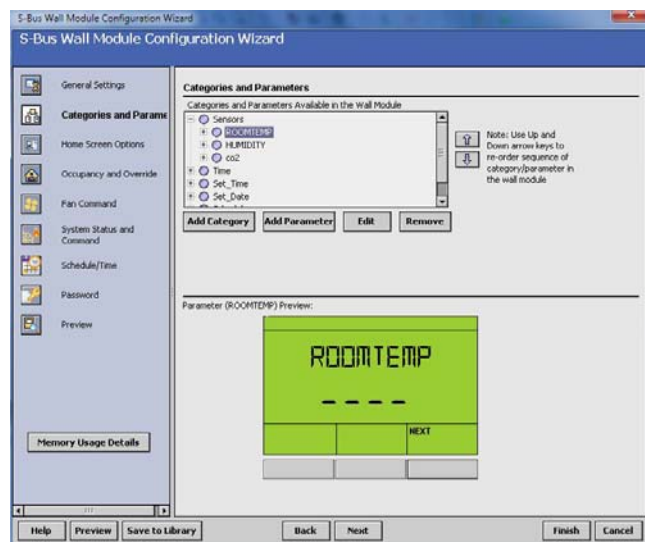 S-Bus Wall Module Configuration Wizard
S-Bus Wall Module Configuration Wizard
General Settings
Categories and Parame
Home Screen Options
Occupancy and Override
Fan Command
System Status and
Command
Schedule/Time
Password
Preview
Memory Usage Details
Categories and Parameters
Categories and Parameters Available in the Wall Module
Sensors
ROOMTEMP
HUMIDITY
co2
Time
Set_Time
Set_Date
Note: Use Up and
Down arrow keys to
re-order sequence of
category/parameter in
the wall module
Add Category Add Parameter Edit Remove
Parameter (ROOMTEMP) Preview:
ROOMTEMP
----
NEXT
Help Preview Save to Library Back Next Finish Cancel